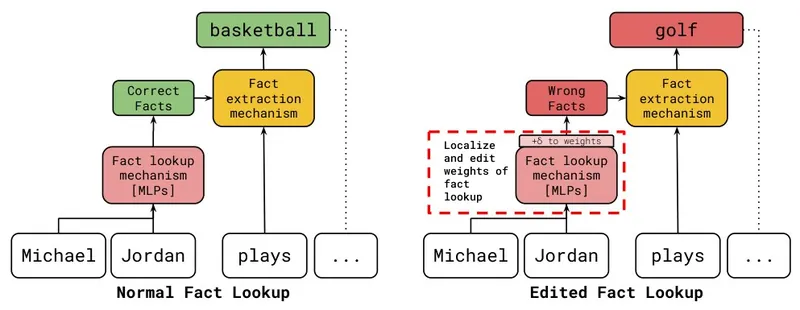 basketball
Correct
Facts
Fact
extraction
mechanism
Fact lookup
mechanism
[MLPs]
Michael
Jordan
plays
...
Normal Fact Lookup
golf
Wrong
Facts
Fact
extraction
mechanism
Localize
and edit
weights of
fact
lookup
+δ to weights
Fact lookup
mechanism
[MLPs]
Michael
Jordan
plays
...
Edited Fact Lookup